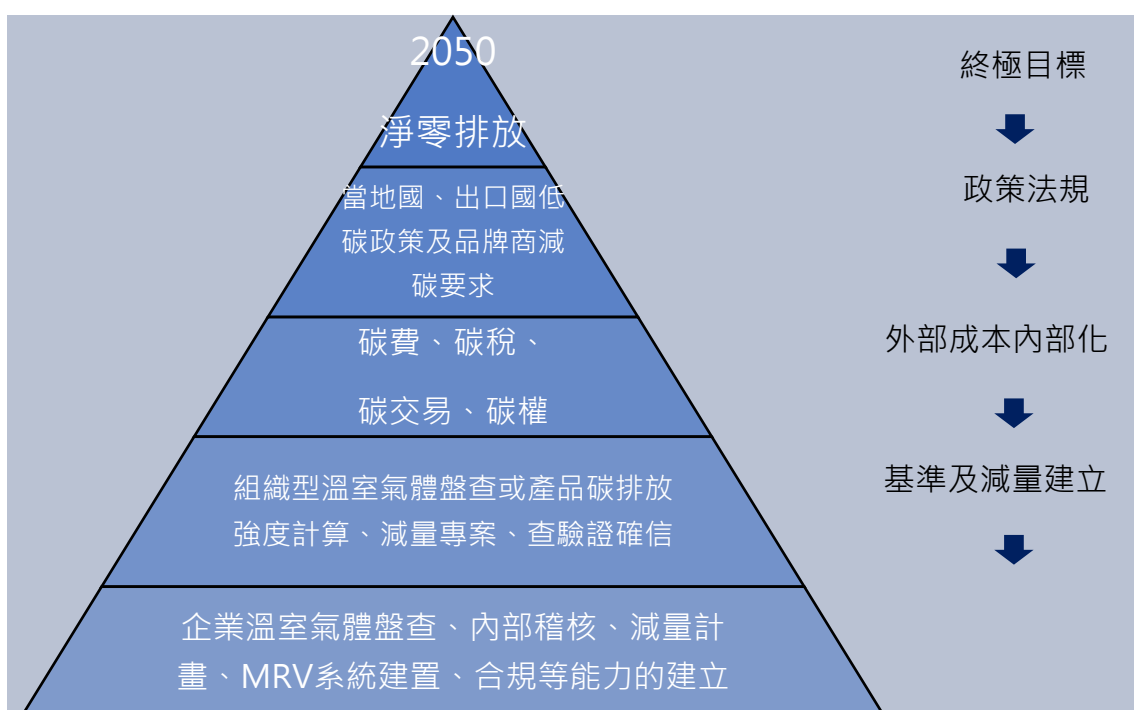 2050
淨零排放
當地國、出口國低
碳政策及品牌商減
碳要求
碳費、碳稅、
碳交易、碳權
組織型溫室氣體盤查或產品碳排放
強度計算、減量專案、查驗證確信
企業溫室氣體盤查、內部稽核、減量計
畫、MRV系統建置、合規等能力的建立
終極目標
政策法規
外部成本內部化
基準及減量建立